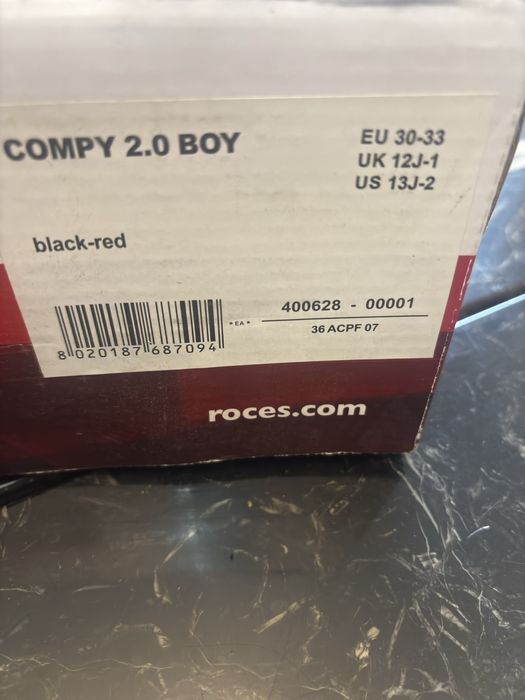 COMPY 2.0 BOY
EU 30-33
UK 12J-1
US 13J-2
black-red
8 020187 687094
* EA *
400628 - 00001
36 ACPF 07
roces.com